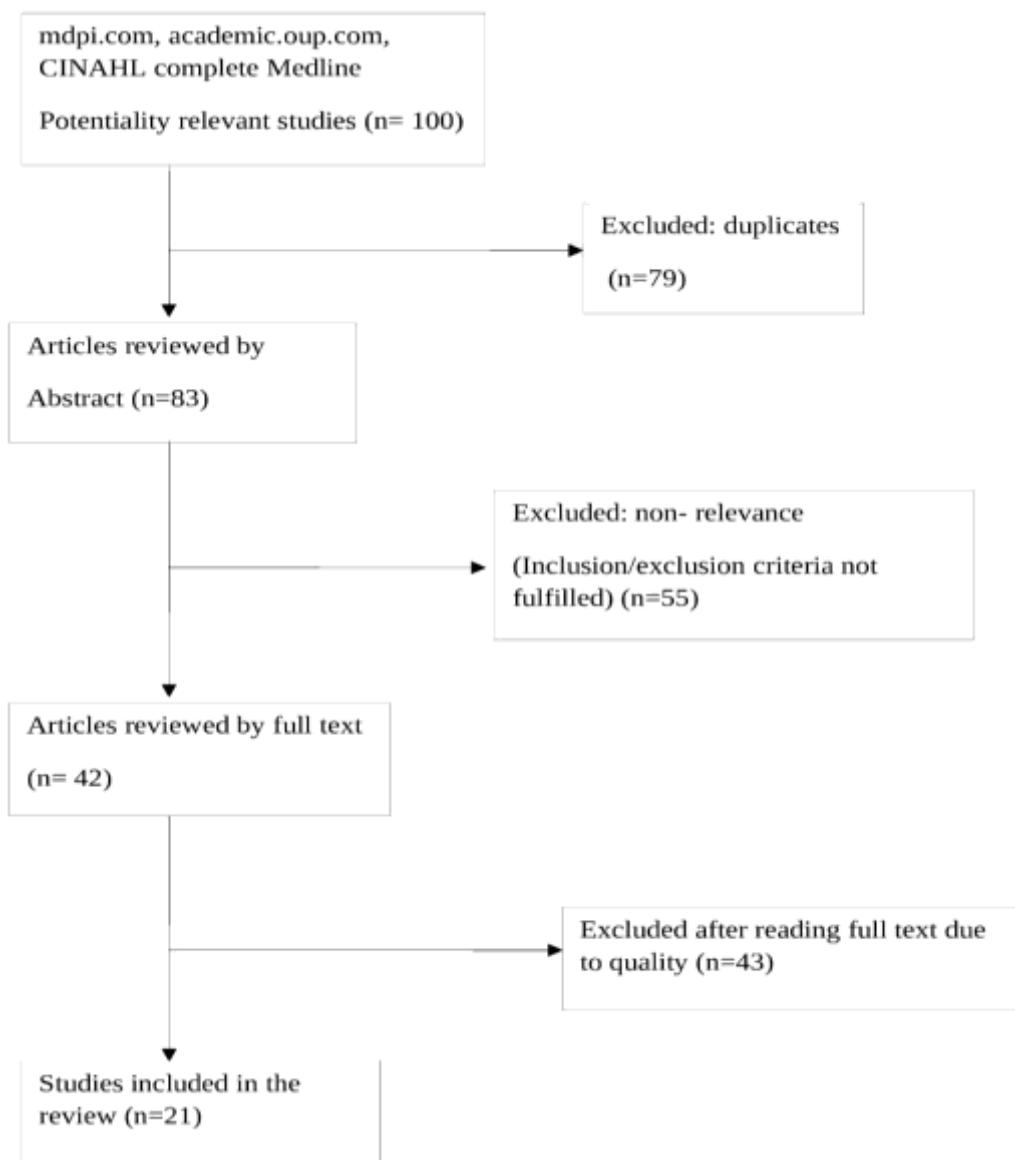 mdpi.com, academic.oup.com,
CINAHL complete Medline
Potentiality relevant studies (n= 100)
Excluded: duplicates
(n=79)
Articles reviewed by
Abstract (n=83)
Excluded: non- relevance
(Inclusion/exclusion criteria not
fulfilled) (n=55)
Articles reviewed by full text
(n= 42)
Excluded after reading full text due
to quality (n=43)
Studies included in the
review (n=21)